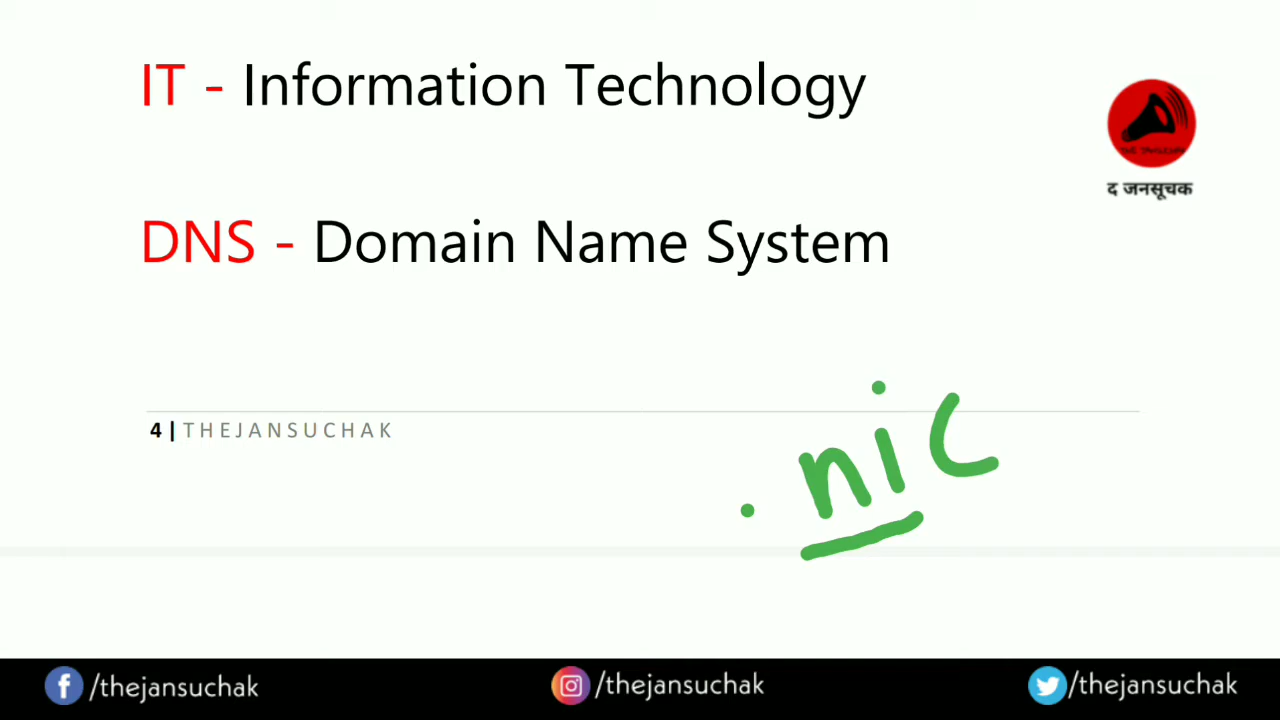 IT - Information Technology
द जनसूचक
DNS - Domain Name System
4 | THEJANSUCHAK
. nic
/thejansuchak /thejansuchak /thejansuchak